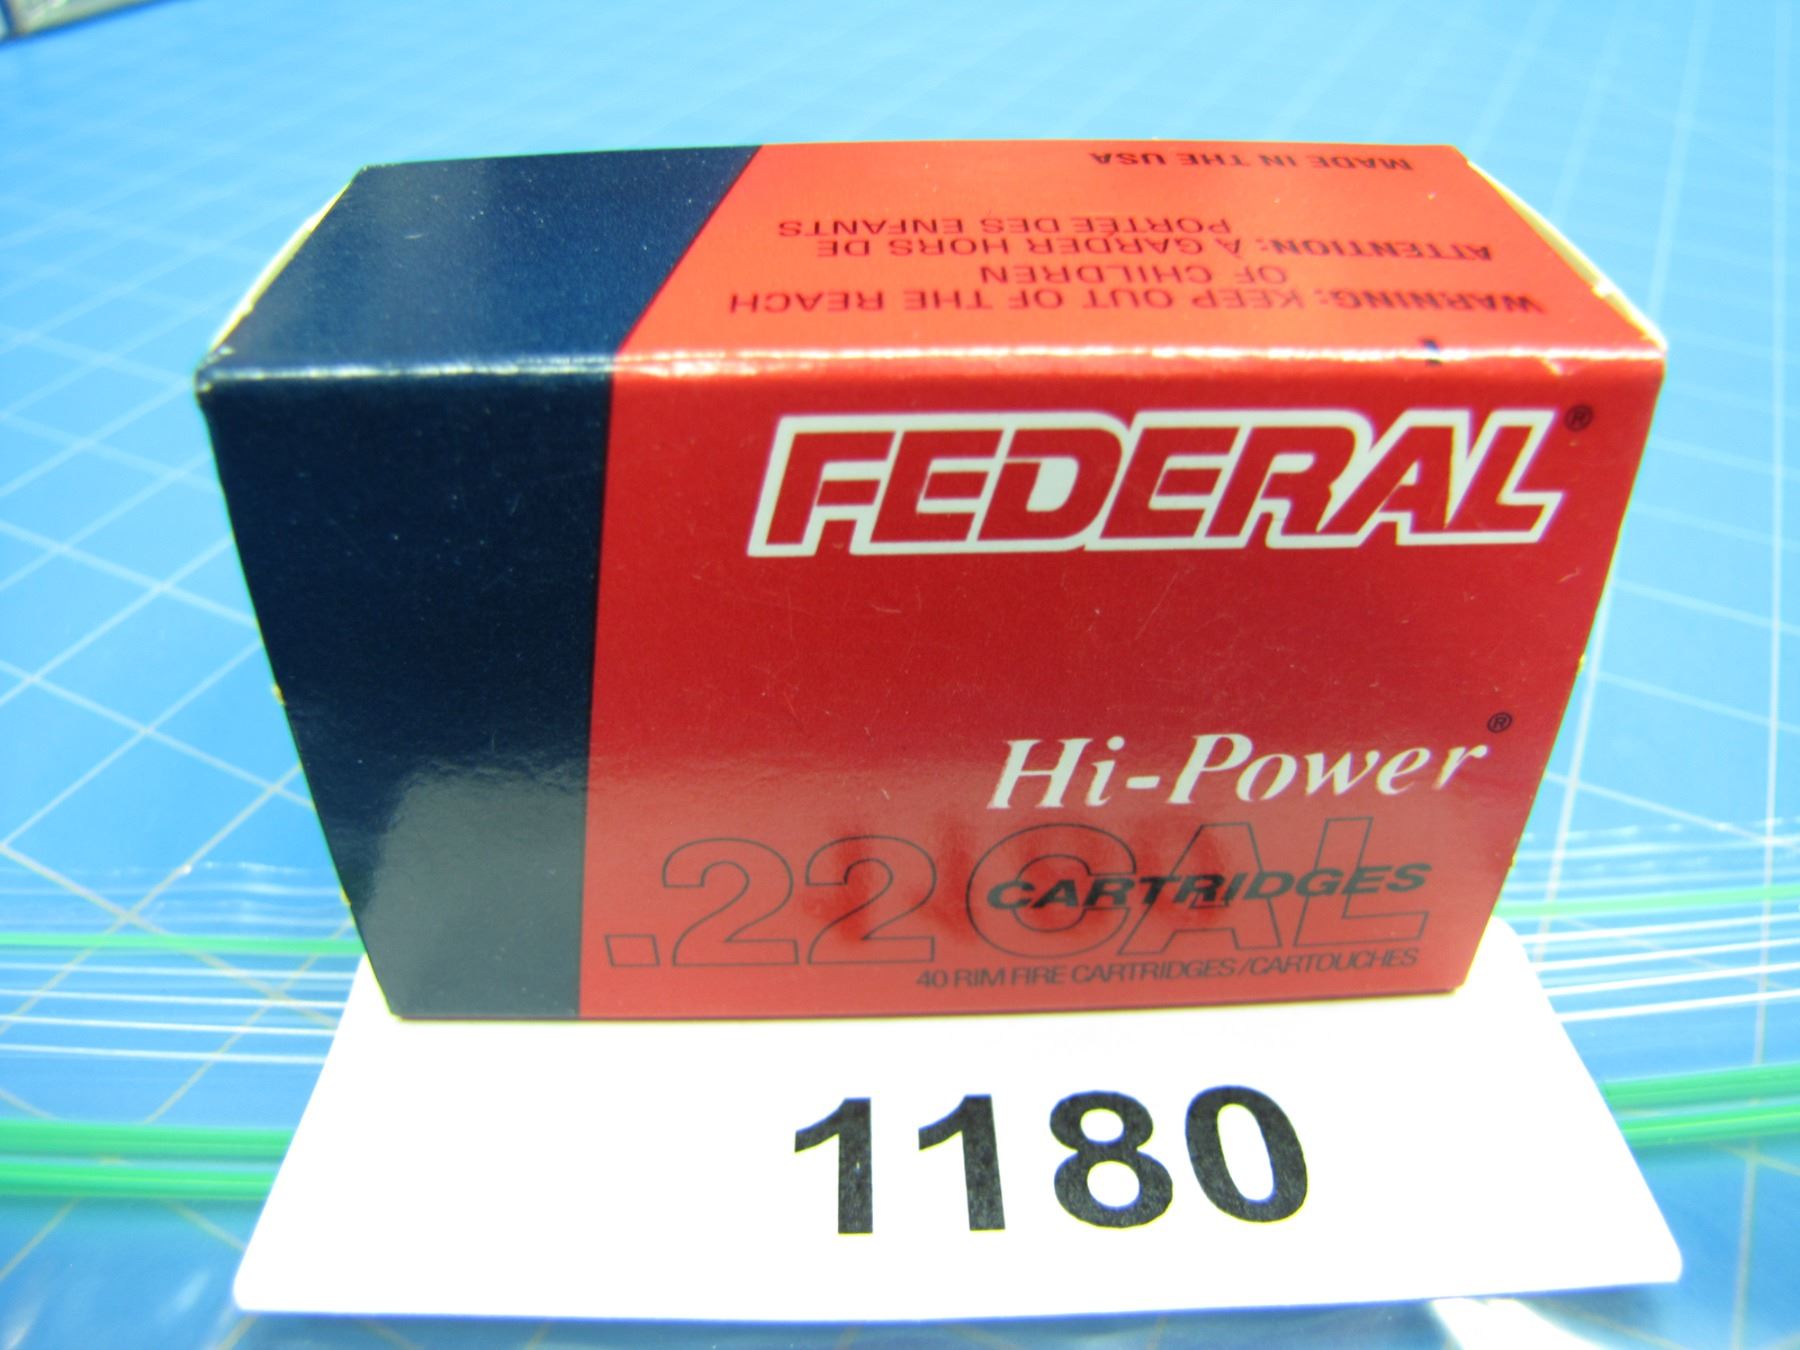 MADE IN THE USA
WARNING: KEEP OUT OF THE REACH
OF CHILDREN
ATTENTION: À GARDER HORS DE
PORTÉE DES ENFANTS
FEDERAL®
Hi-Power®
.22 CAL
CARTRIDGES
40 RIM FIRE CARTRIDGES/CARTOUCHES
1180